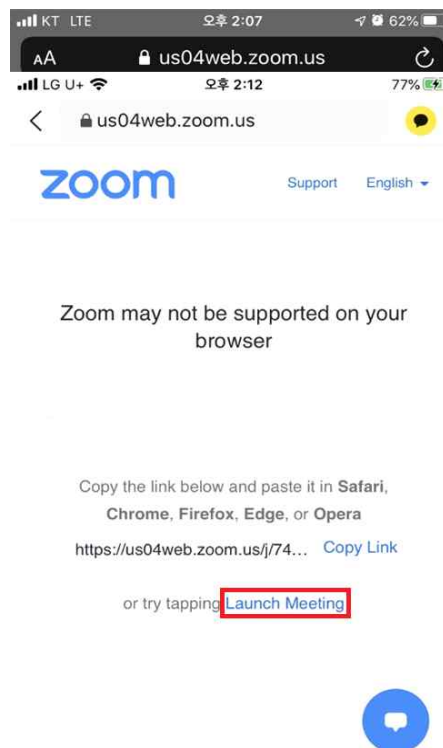 KT LTE 오후 2:07 62%
AA us04web.zoom.us
LG U+ 오후 2:12 77%
us04web.zoom.us
zoom Support English
Zoom may not be supported on your
browser
Copy the link below and paste it in Safari,
Chrome, Firefox, Edge, or Opera
https://us04web.zoom.us/j/74... Copy Link
or try tapping Launch Meeting